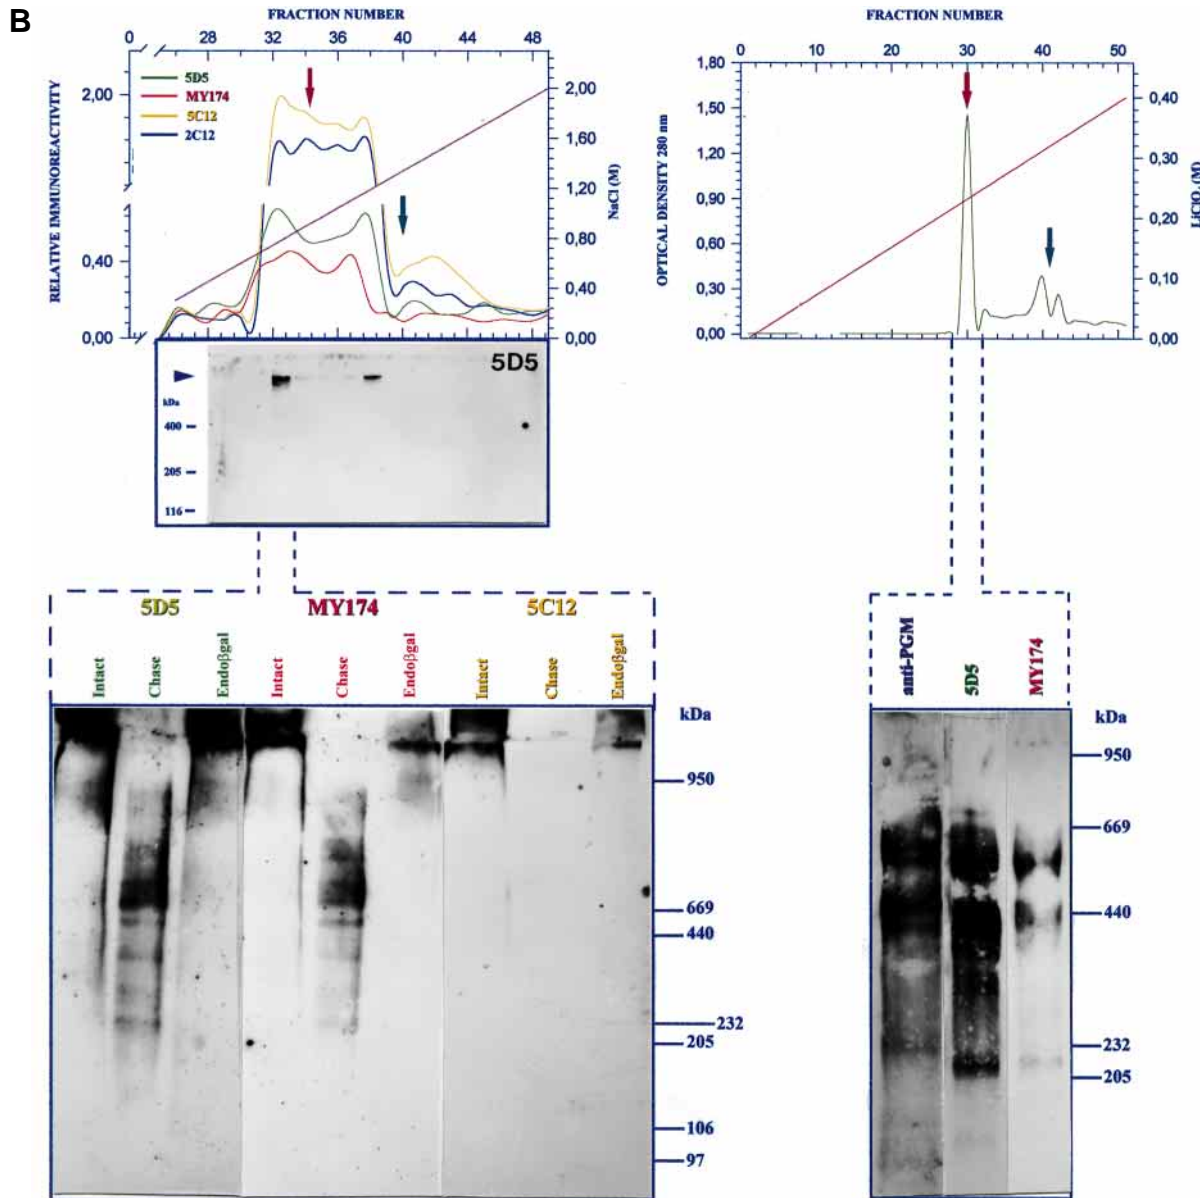 B
FRACTION NUMBER
0 28 32 36 40 44 48
2,00
0,40
0,00
RELATIVE IMMUNOREACTIVITY
5D5
MY174
5C12
2C12
2,00
1,60
1,20
0,80
0,40
0,00
NaCl (M)
FRACTION NUMBER
0 10 20 30 40 50
1,80
1,50
1,20
0,90
0,60
0,30
0,00
OPTICAL DENSITY 280 nm
0,40
0,30
0,20
0,10
0,00
LiClO4 (M)
5D5
kDa
400
205
116
5D5 MY174 5C12
Intact Chase Endoβgal Intact Chase Endoβgal Intact Chase Endoβgal
kDa
950
669
440
232
205
106
97
anti-PGM 5D5 MY174
kDa
950
669
440
232
205